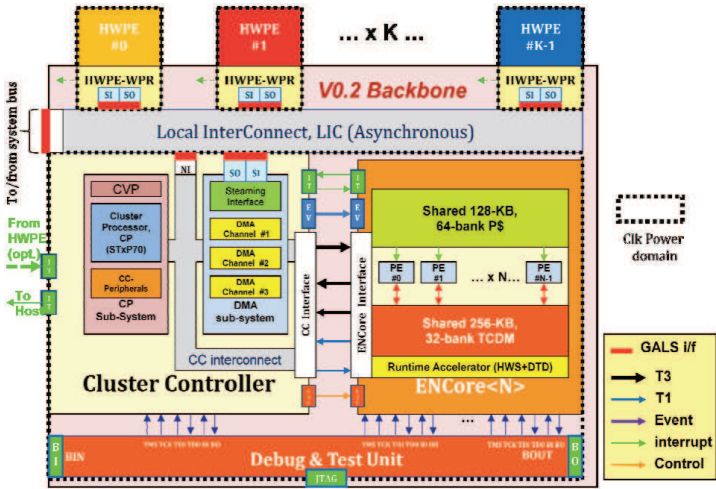 HWPE
#0
HWPE
#1
... x K ...
HWPE
#K-1
HWPE-WPR
SI SO
HWPE-WPR
SI SO
V0.2 Backbone
HWPE-WPR
SI SO
To/from system bus
Local InterConnect, LIC (Asynchronous)
NI
SO SI
CVP
Cluster
Processor,
CP
(STxP70)
CC-
Peripherals
CP
Sub-System
Steaming
Interface
DMA
Channel #1
DMA
Channel #2
DMA
Channel #3
DMA
sub-system
CC interconnect
Cluster Controller
CC Interface
IT
EV
IT
EV
ENCore Interface
Shared 128-KB,
64-bank P$
PE
#0
PE
#1
... x N...
PE
#N-1
Shared 256-KB,
32-bank TCDM
Runtime Accelerator (HWS+DTD)
ENCore<N>
From
HWPE
(opt.)
IT
To
Host
IT
Clk Power
domain
GALS i/f
T3
T1
Event
interrupt
Control
...
BI
BIN
Debug & Test Unit
BOUT
BO
JTAG